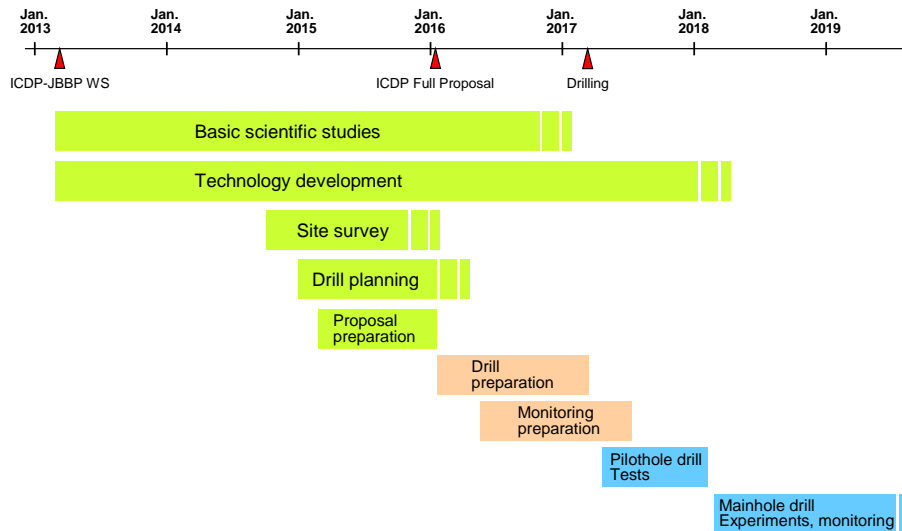 Jan.
2013
Jan.
2014
Jan.
2015
Jan.
2016
Jan.
2017
Jan.
2018
Jan.
2019
ICDP-JBBP WS
ICDP Full Proposal
Drilling
Basic scientific studies
Technology development
Site survey
Drill planning
Proposal
preparation
Drill
preparation
Monitoring
preparation
Pilothole drill
Tests
Mainhole drill
Experiments, monitoring